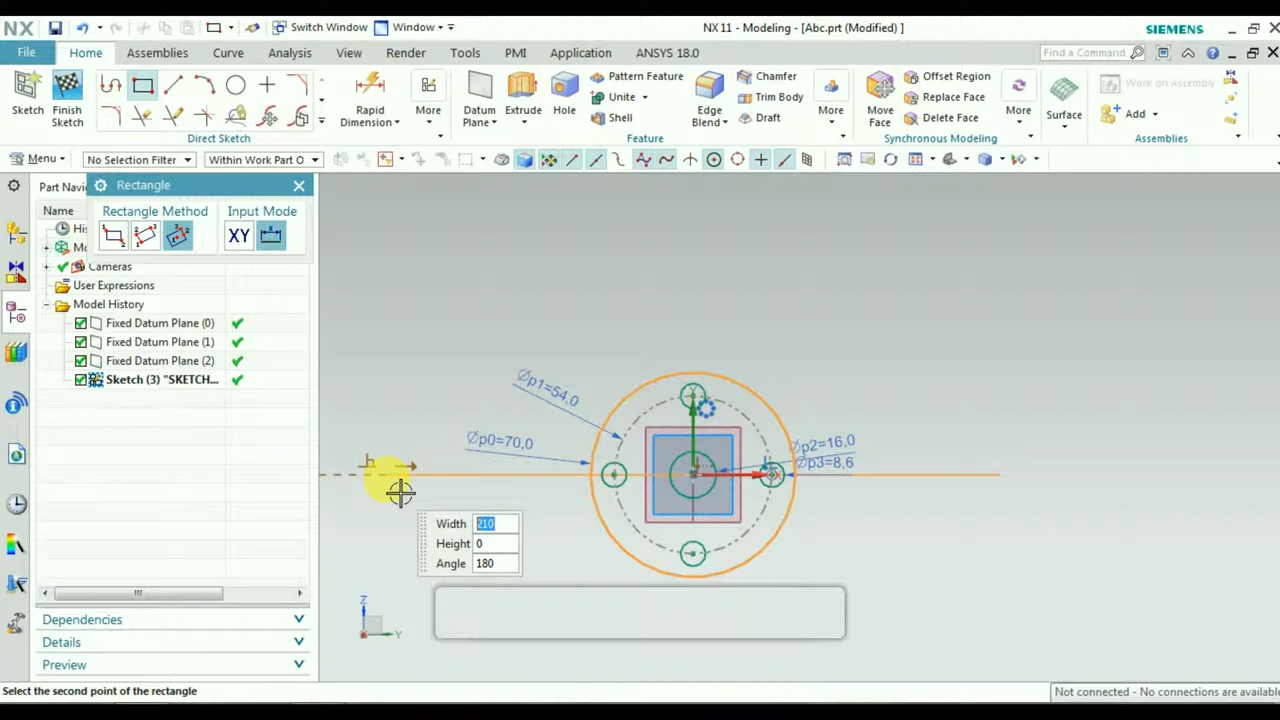 NX
Switch Window
Window
NX 11 - Modeling - [Abc.prt (Modified) ]
SIEMENS
File
Home
Assemblies
Curve
Analysis
View
Render
Tools
PMI
Application
ANSYS 18.0
Find a Command
Sketch
Finish
Sketch
Rapid
Dimension
More
Datum
Plane
Extrude
Hole
Pattern Feature
Unite
Shell
Edge
Blend
Chamfer
Trim Body
Draft
More
Move
Face
Offset Region
Replace Face
Delete Face
More
Surface
Work on Assembly
Add
Direct Sketch
Feature
Synchronous Modeling
Assemblies
Menu
No Selection Filter
Within Work Part O
Part Navi
Rectangle
Name
Rectangle Method
Input Mode
XY
His
Mo
Cameras
User Expressions
Model History
Fixed Datum Plane (0)
Fixed Datum Plane (1)
Fixed Datum Plane (2)
Sketch (3) "SKETCH...
Øp1=54,0
Øp0=70,0
Øp2=16,0
Øp3=8,6
Y
X
Width 210
Height 0
Angle 180
Z
Y
Dependencies
Details
Preview
Select the second point of the rectangle
Not connected - No connections are available